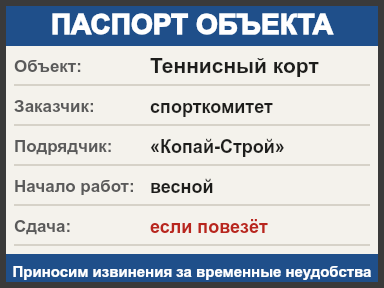 ПАСПОРТ ОБЪЕКТА
Объект: Теннисный корт
Заказчик: спорткомитет
Подрядчик: «Копай-Строй»
Начало работ: весной
Сдача: если повезёт
Приносим извинения за временные неудобства